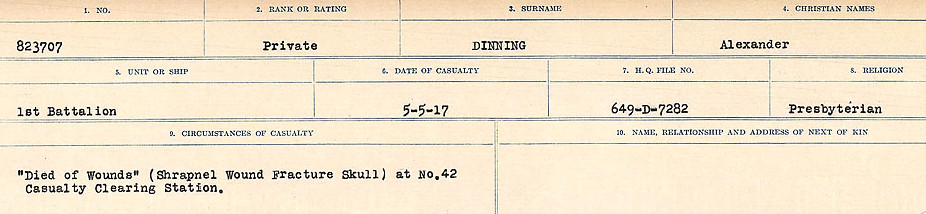 1. NO. 2. RANK OR RATING 3. SURNAME 4. CHRISTIAN NAMES
823707 Private DINNING Alexander
5. UNIT OR SHIP 6. DATE OF CASUALTY 7. H.Q. FILE NO. 8. RELIGION
1st Battalion 5-5-17 649-D-7282 Presbyterian
9. CIRCUMSTANCES OF CASUALTY 10. NAME, RELATIONSHIP AND ADDRESS OF NEXT OF KIN
"Died of Wounds" (Shrapnel Wound Fracture Skull) at No.42
Casualty Clearing Station.